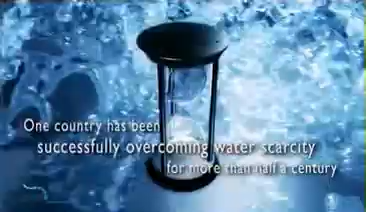 One country has been
successfully overcoming water scarcity
for more than half a century